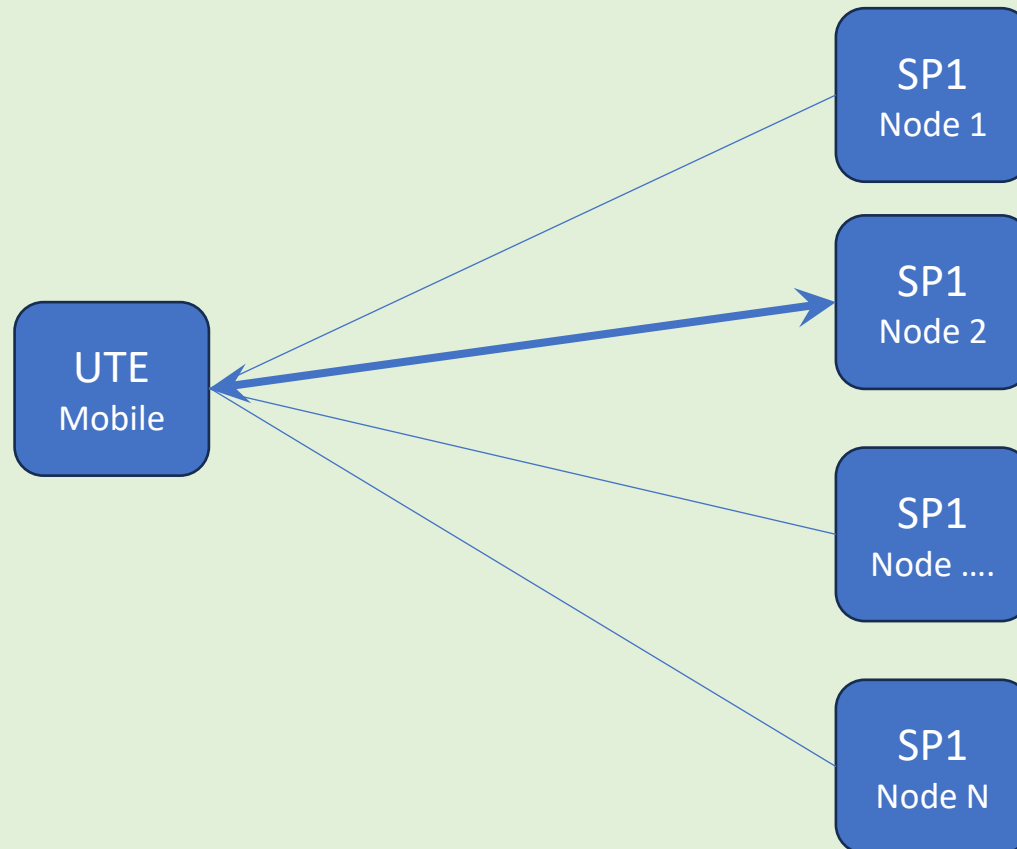 SP1
Node 1
SP1
Node 2
UTE
Mobile
SP1
Node ....
SP1
Node N